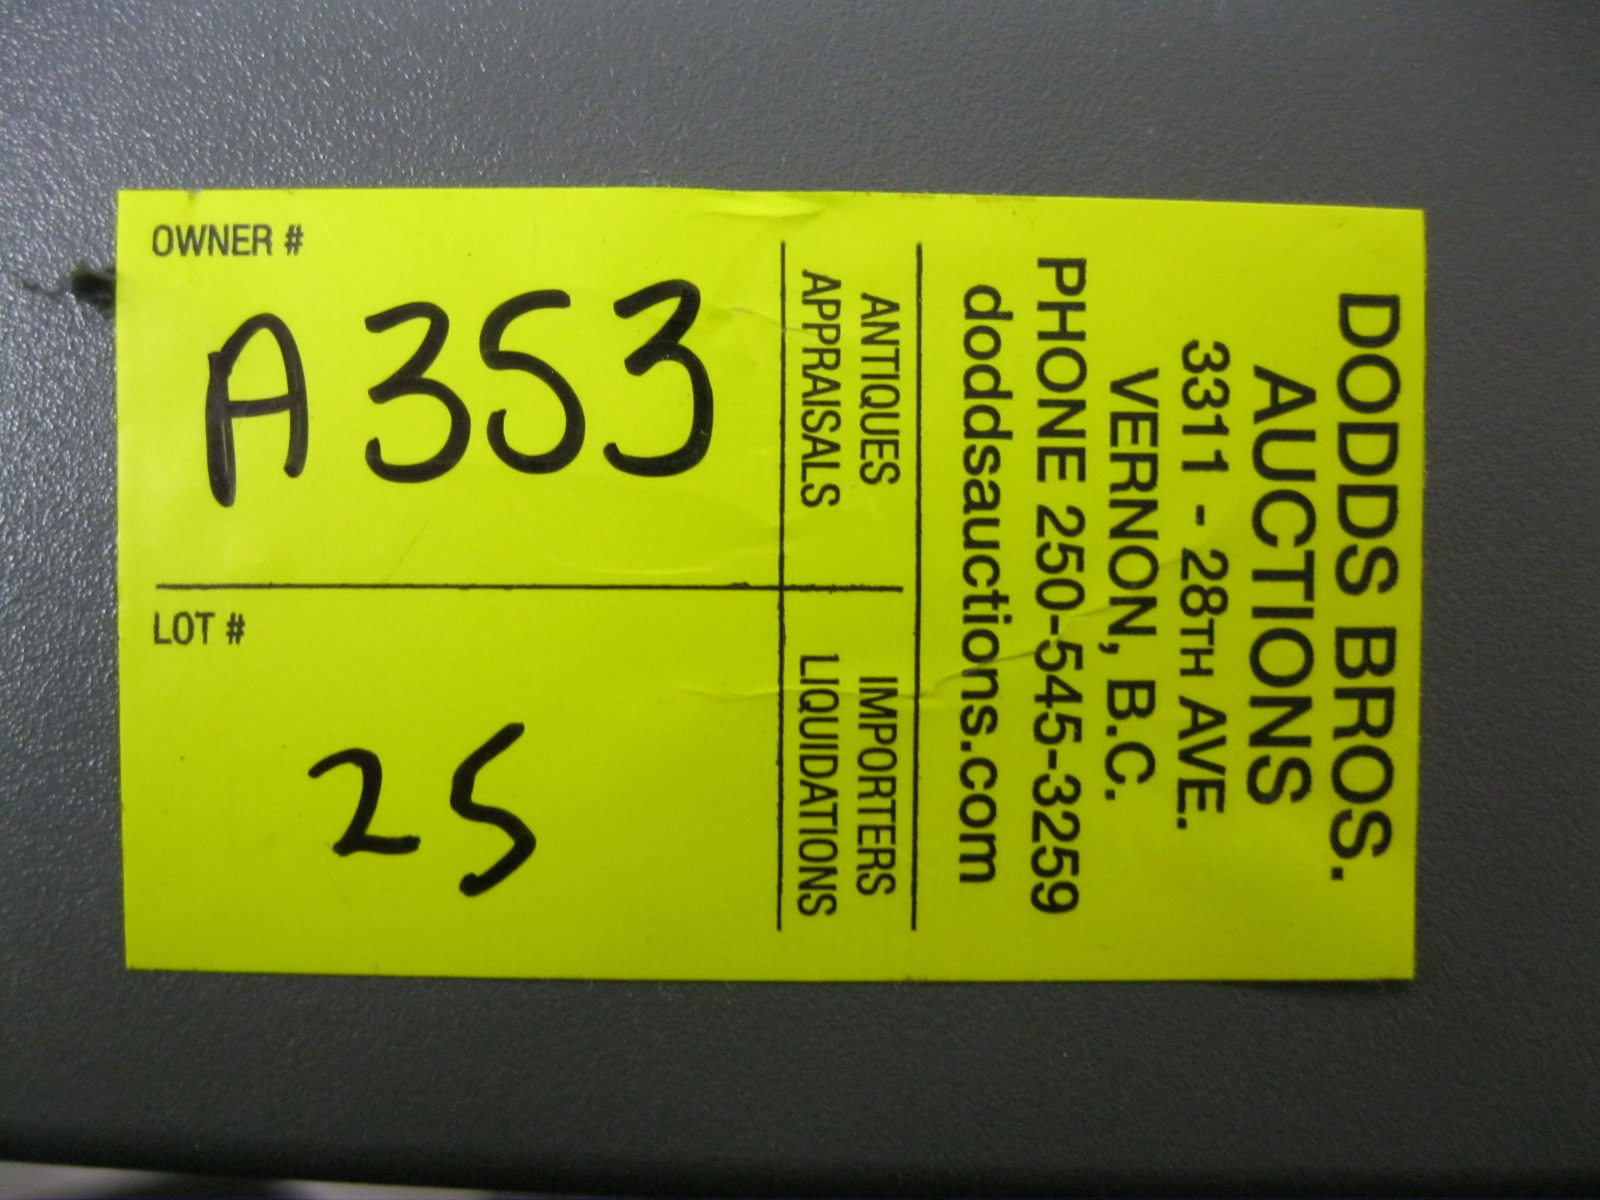 DODDS BROS.
AUCTIONS
3311 - 28TH AVE.
VERNON, B.C.
PHONE 250-545-3259
doddsauctions.com
ANTIQUES IMPORTERS
APPRAISALS LIQUIDATIONS
OWNER #
A353
LOT #
25